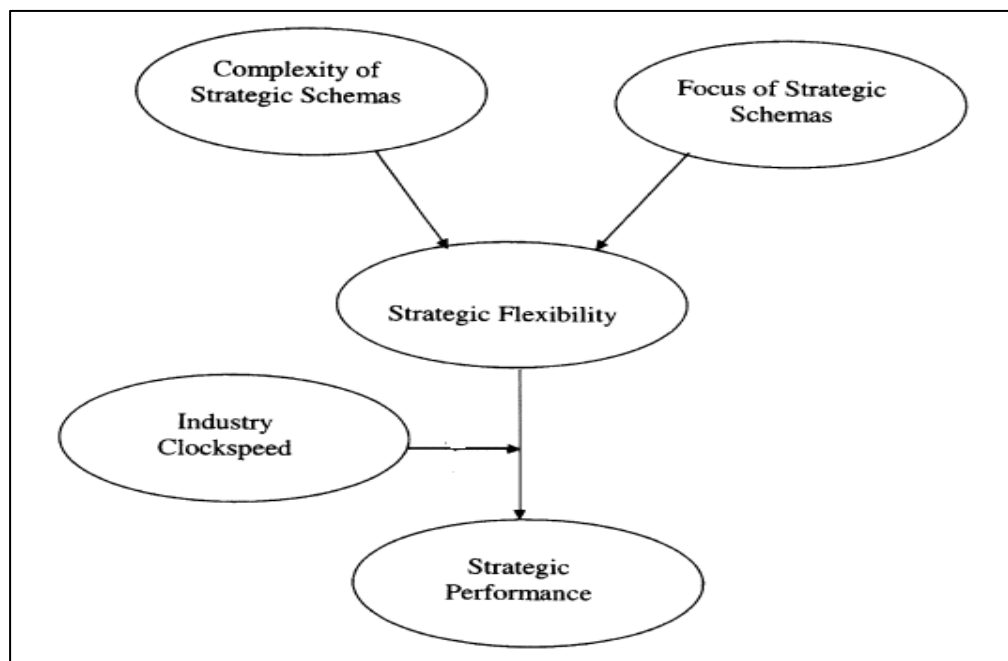 Complexity of
Strategic Schemas
Focus of Strategic
Schemas
Strategic Flexibility
Industry
Clockspeed
Strategic
Performance